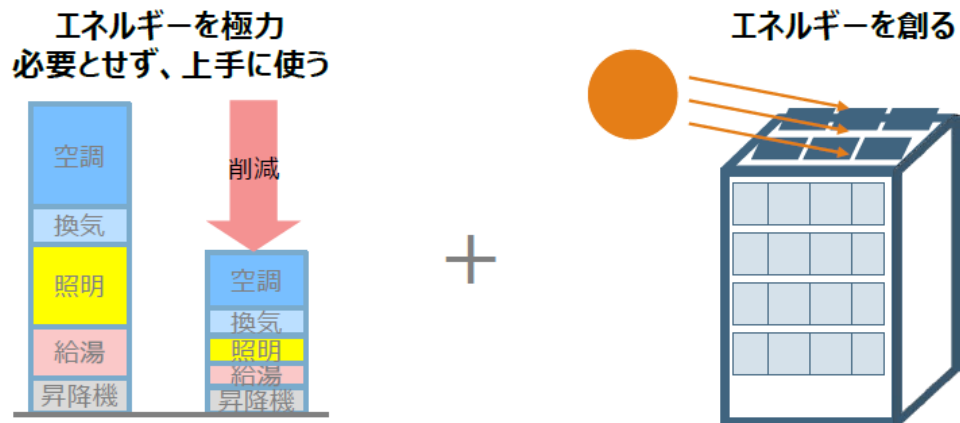 エネルギーを極力
必要とせず、上手に使う
エネルギーを創る
空調
換気
照明
給湯
昇降機
削減
空調
換気
照明
給湯
昇降機
＋